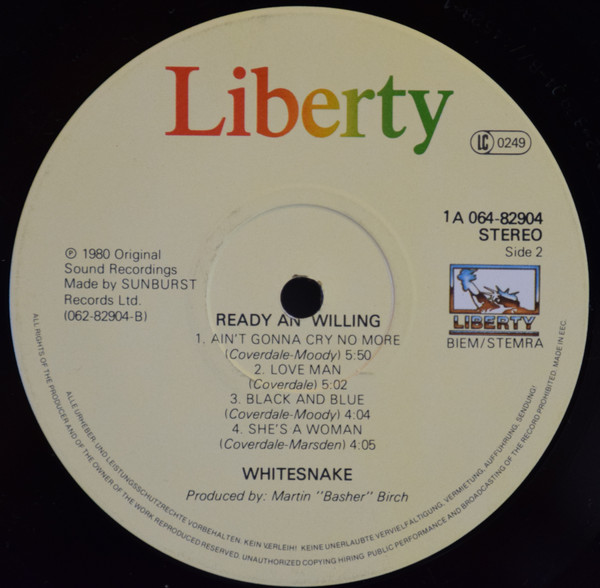 Liberty
LC 0249
1A 064-82904
STEREO
Side 2
℗ 1980 Original
Sound Recordings
Made by SUNBURST
Records Ltd.
(062-82904-B)
LIBERTY
BIEM/STEMRA
READY AN' WILLING
1. AIN'T GONNA CRY NO MORE
(Coverdale-Moody) 5:50
2. LOVE MAN
(Coverdale) 5:02
3. BLACK AND BLUE
(Coverdale-Moody) 4:04
4. SHE'S A WOMAN
(Coverdale-Marsden) 4:05
WHITESNAKE
Produced by: Martin "Basher" Birch
ALLE URHEBER- UND LEISTUNGSSCHUTZRECHTE VORBEHALTEN. KEIN VERLEIH! KEINE UNERLAUBTE VERVIELFÄLTIGUNG, VERMIETUNG, AUFFÜHRUNG, SENDUNG!
ALL RIGHTS OF THE PRODUCER AND OF THE OWNER OF THE WORK REPRODUCED RESERVED. UNAUTHORIZED COPYING HIRING. PUBLIC PERFORMANCE AND BROADCASTING OF THE RECORD PROHIBITED. MADE IN EEC.